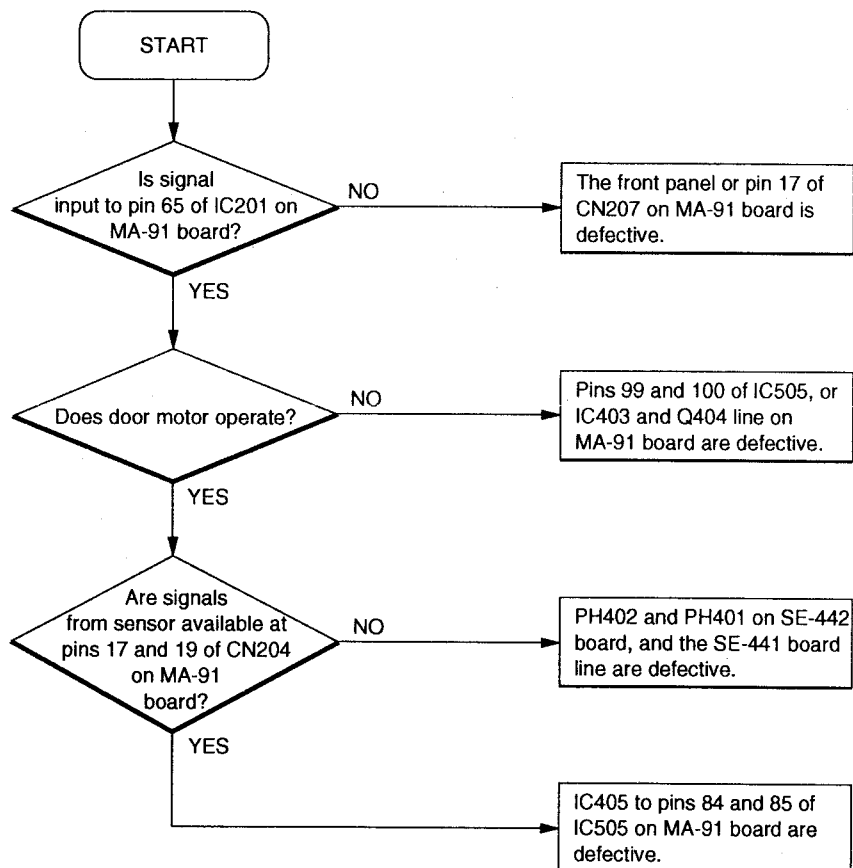 START
Is signal
input to pin 65 of IC201 on
MA-91 board?
NO
The front panel or pin 17 of
CN207 on MA-91 board is
defective.
YES
Does door motor operate?
NO
Pins 99 and 100 of IC505, or
IC403 and Q404 line on
MA-91 board are defective.
YES
Are signals
from sensor available at
pins 17 and 19 of CN204
on MA-91
board?
NO
PH402 and PH401 on SE-442
board, and the SE-441 board
line are defective.
YES
IC405 to pins 84 and 85 of
IC505 on MA-91 board are
defective.